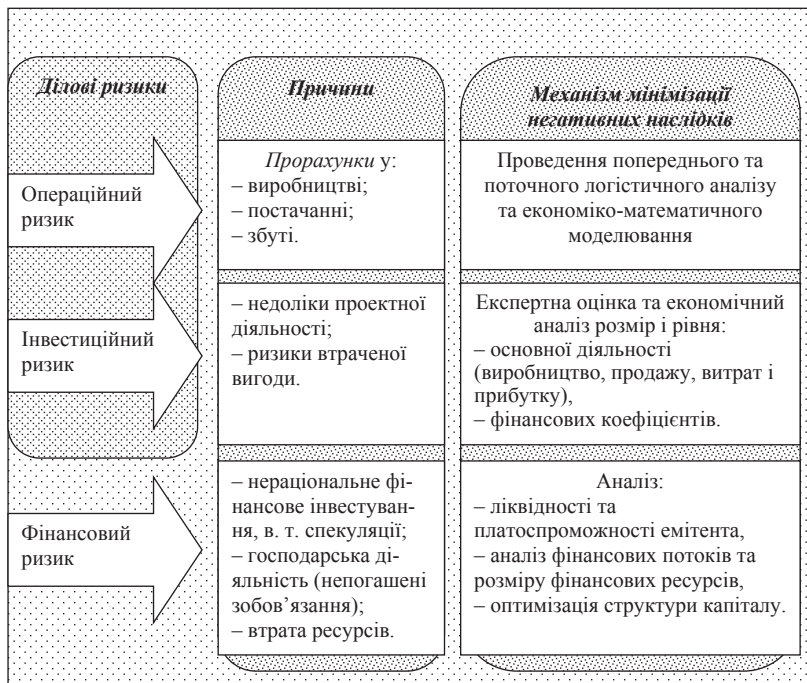 Ділові ризики
Причини
Механізм мінімізації
негативних наслідків
Операційний
ризик
Прорахунки у:
– виробництві;
– постачанні;
– збуті.
Проведення попереднього та
поточного логістичного аналізу
та економіко-математичного
моделювання
Інвестиційний
ризик
– недоліки проектної
діяльності;
– ризики втраченої
вигоди.
Експертна оцінка та економічний
аналіз розмір і рівня:
– основної діяльності
(виробництво, продажу, витрат і
прибутку),
– фінансових коефіцієнтів.
Фінансовий
ризик
– нераціональне фі-
нансове інвестуван-
ня, в. т. спекуляції;
– господарська ді-
яльність (непогашені
зобов’язання);
– втрата ресурсів.
Аналіз:
– ліквідності та
платоспроможності емітента,
– аналіз фінансових потоків та
розміру фінансових ресурсів,
– оптимізація структури капіталу.